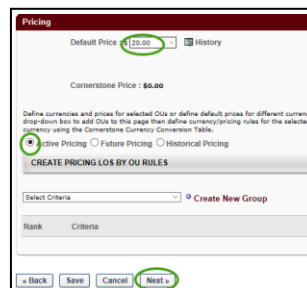 Pricing
Default Price : $ 20.00 History
Cornerstone Price : $0.00
Define currencies and prices for selected OUs or define default prices for different curren
drop-down box to add OUs to this page then define currency/pricing rules for the selecte
currency using the Cornerstone Currency Conversion Table.
Active Pricing Future Pricing Historical Pricing
CREATE PRICING LOS BY OU RULES
Select Criteria Create New Group
Rank Criteria
« Back Save Cancel Next »